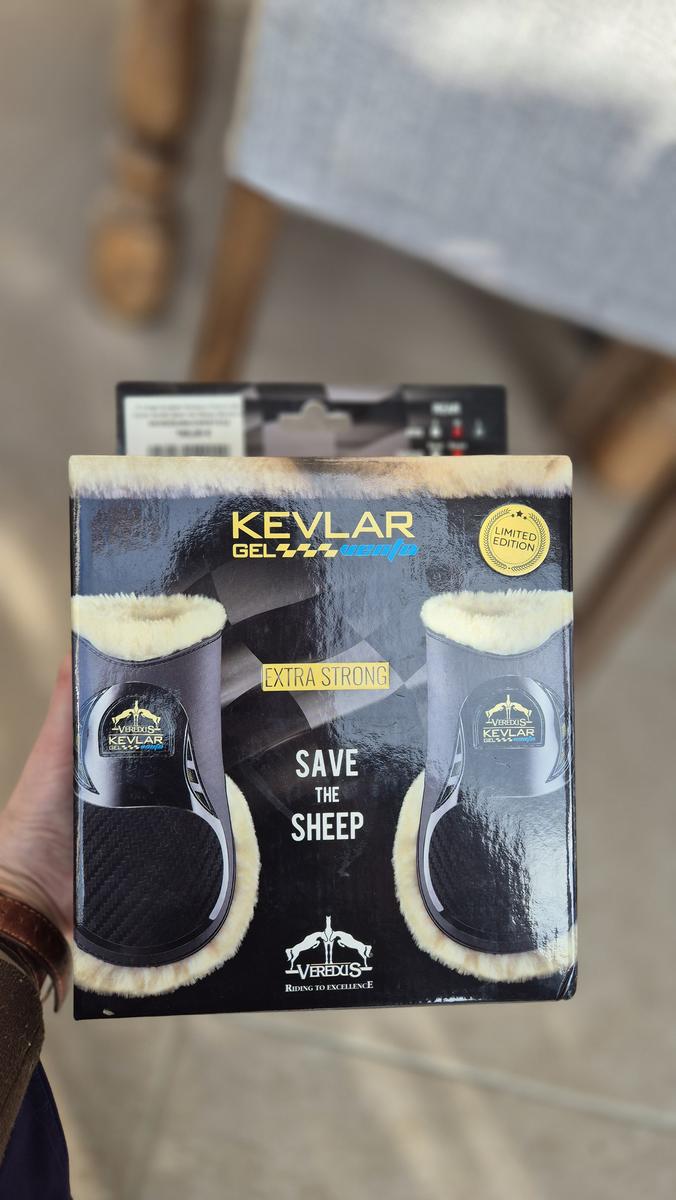 REAR
KEVLAR
GEL vento
LIMITED
EDITION
EXTRA STRONG
VEREDUS
KEVLAR
GEL vento
VEREDUS
KEVLAR
GEL vento
SAVE
THE
SHEEP
VEREDUS
RIDING TO EXCELLENCE